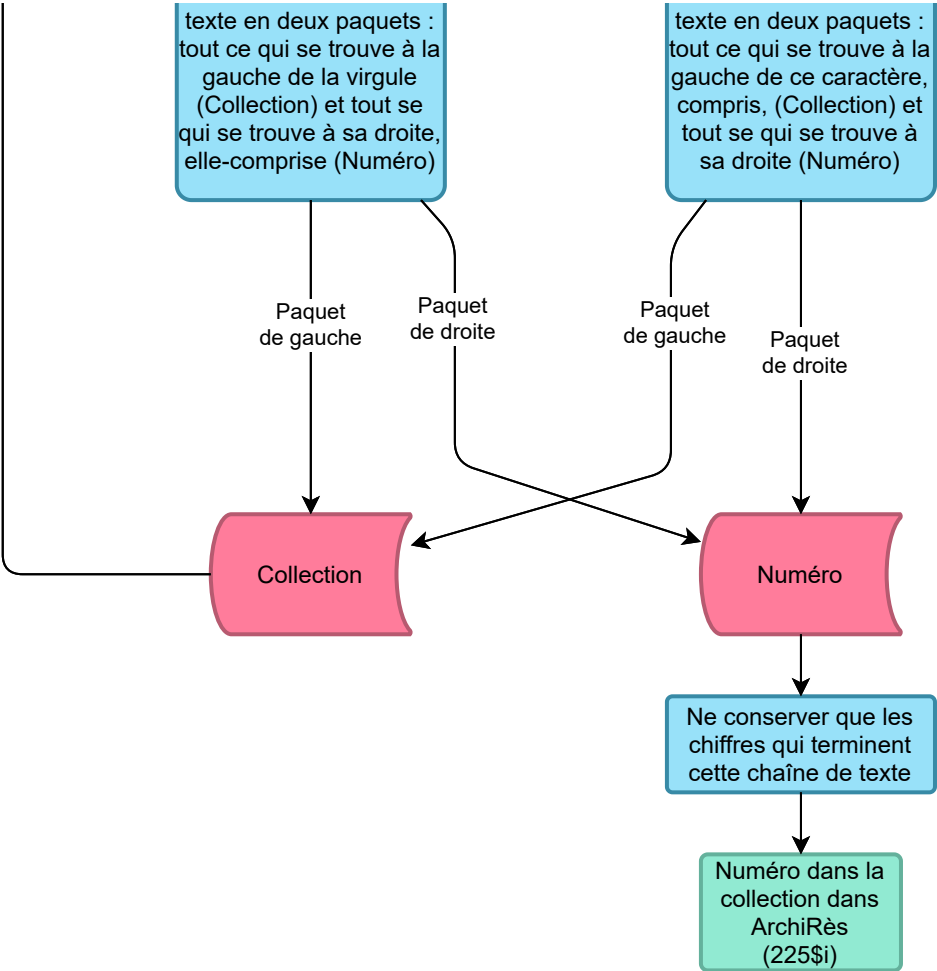 texte en deux paquets :
tout ce qui se trouve à la
gauche de la virgule
(Collection) et tout se
qui se trouve à sa droite,
elle-comprise (Numéro)
texte en deux paquets :
tout ce qui se trouve à la
gauche de ce caractère,
compris, (Collection) et
tout se qui se trouve à
sa droite (Numéro)
Paquet
de gauche
Paquet
de droite
Paquet
de gauche
Paquet
de droite
Collection
Numéro
Ne conserver que les
chiffres qui terminent
cette chaîne de texte
Numéro dans la
collection dans
ArchiRès
(225$i)